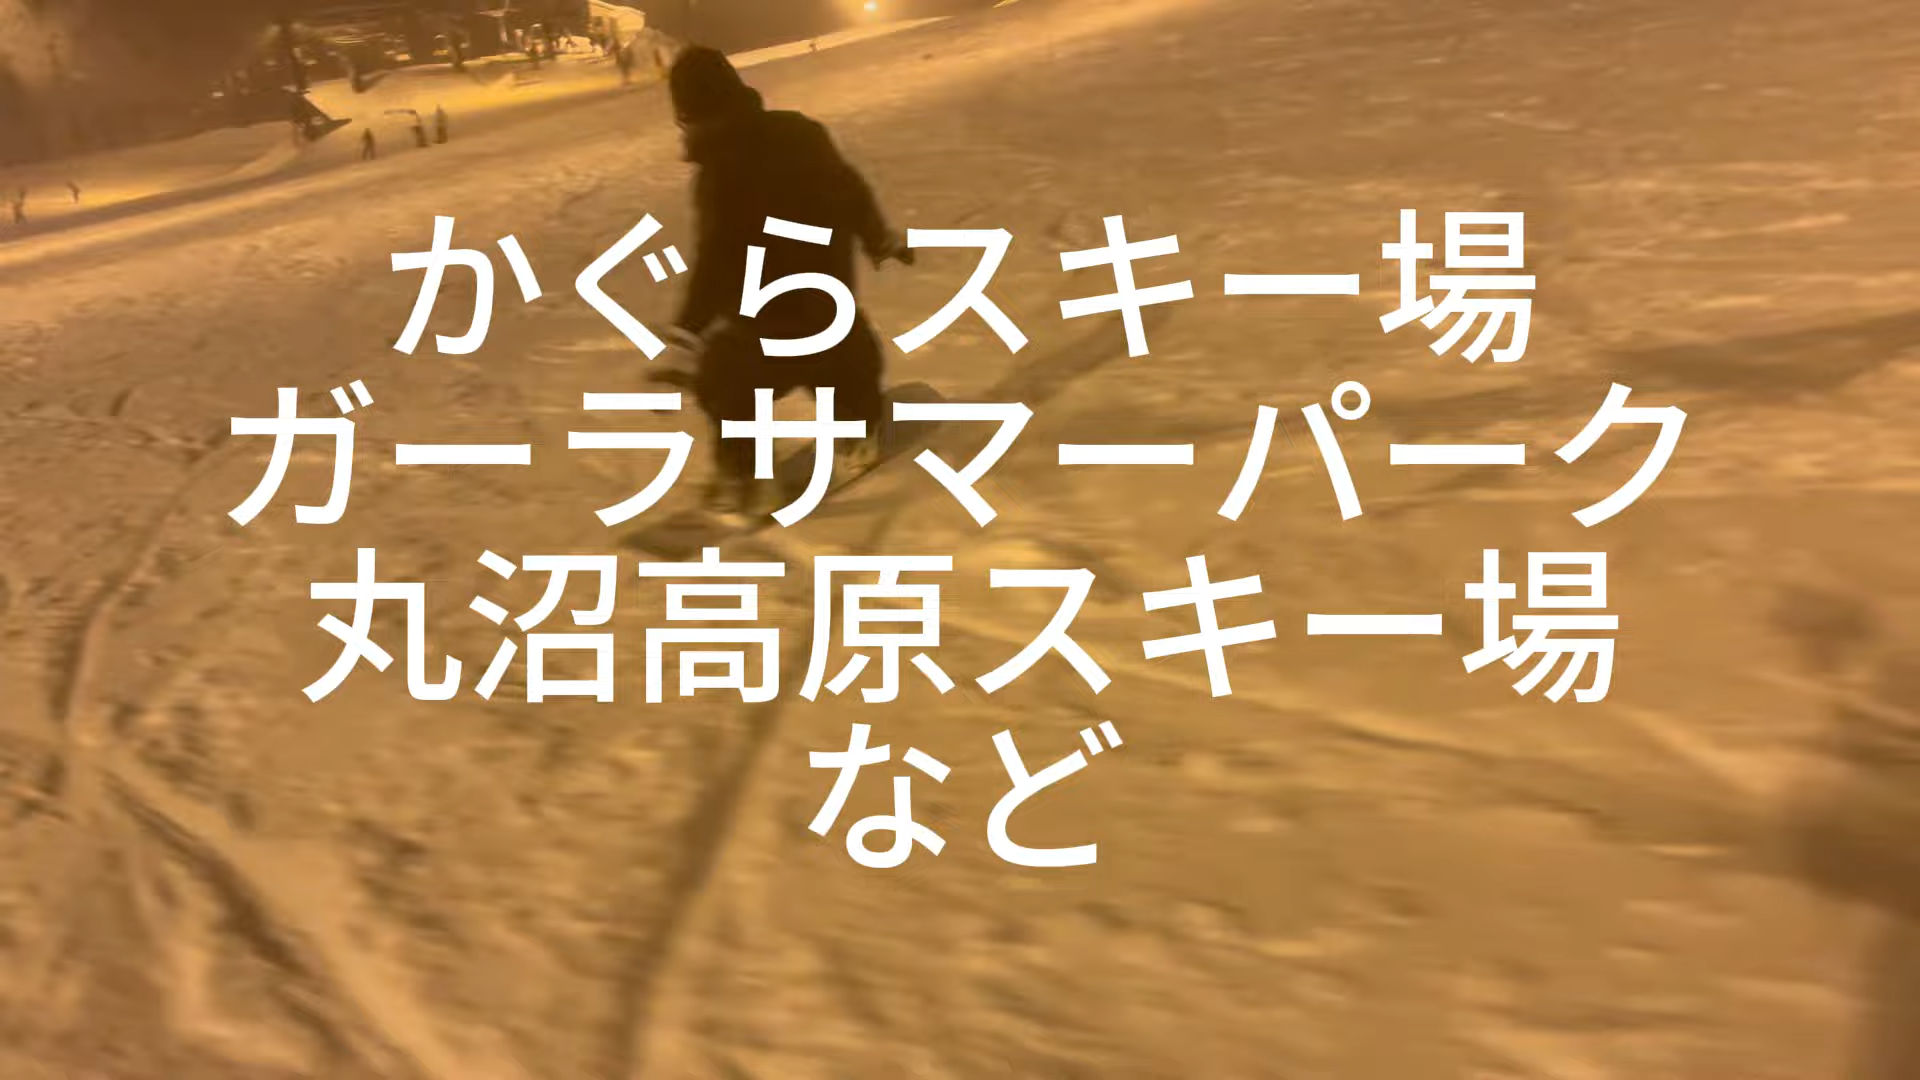 かぐらスキー場
ガーラサマーパーク
丸沼高原スキー場
など